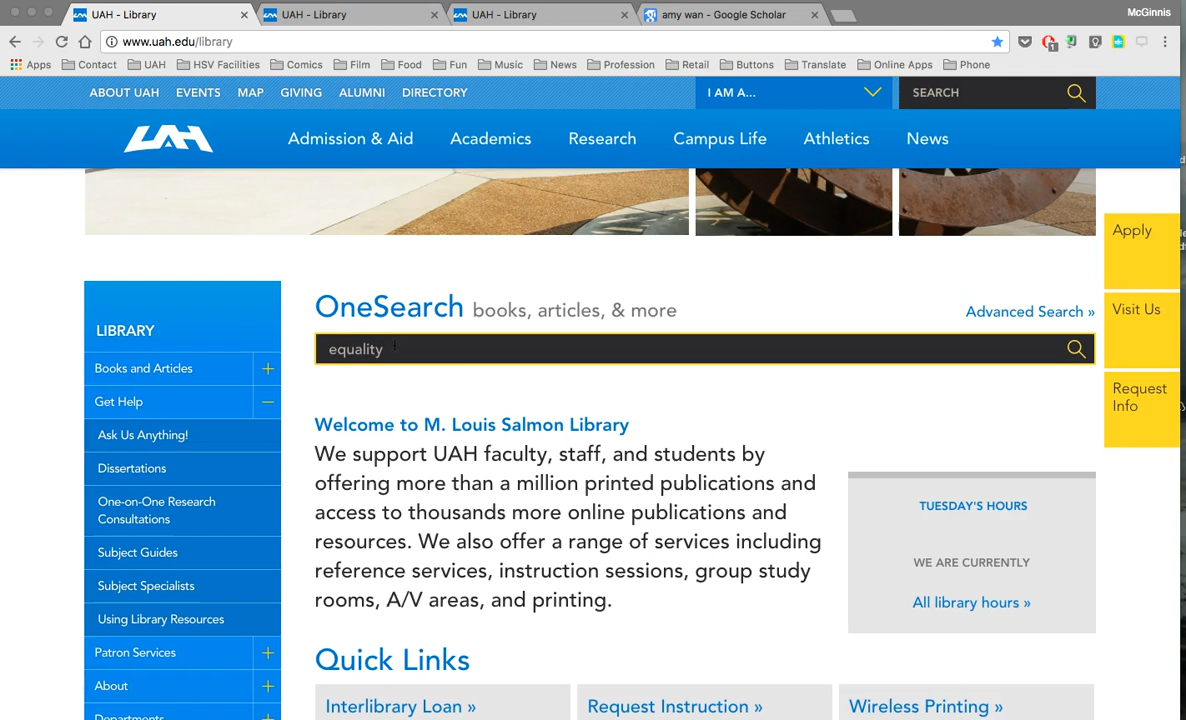 UAH - Library
UAH - Library
UAH - Library
amy wan - Google Scholar
McGinnis
www.uah.edu/library
Apps Contact UAH HSV Facilities Comics Film Food Fun Music News Profession Retail Buttons Translate Online Apps Phone
ABOUT UAH EVENTS MAP GIVING ALUMNI DIRECTORY I AM A... SEARCH
UAH Admission & Aid Academics Research Campus Life Athletics News
Apply
Visit Us
Request
Info
LIBRARY
Books and Articles
Get Help
Ask Us Anything!
Dissertations
One-on-One Research
Consultations
Subject Guides
Subject Specialists
Using Library Resources
Patron Services
About
Departments
OneSearch books, articles, & more
Advanced Search »
equality
Welcome to M. Louis Salmon Library
We support UAH faculty, staff, and students by
offering more than a million printed publications and
access to thousands more online publications and
resources. We also offer a range of services including
reference services, instruction sessions, group study
rooms, A/V areas, and printing.
TUESDAY'S HOURS
WE ARE CURRENTLY
All library hours »
Quick Links
Interlibrary Loan » Request Instruction » Wireless Printing »